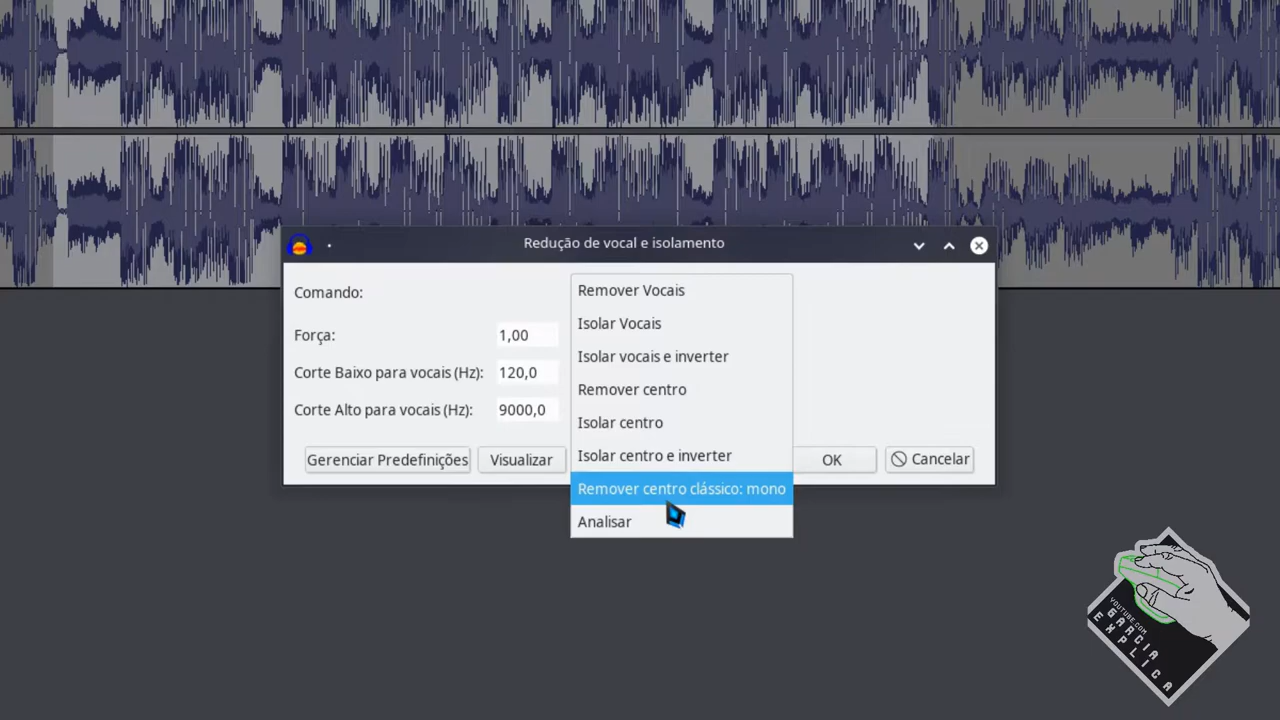 Redução de vocal e isolamento
Comando:
Remover Vocais
Isolar Vocais
Isolar vocais e inverter
Remover centro
Isolar centro
Isolar centro e inverter
Remover centro clássico: mono
Analisar
Força:
1,00
Corte Baixo para vocais (Hz):
120,0
Corte Alto para vocais (Hz):
9000,0
Gerenciar Predefinições
Visualizar
OK
Cancelar
YOUTUBE.COM
GARCIA
EXPLICA